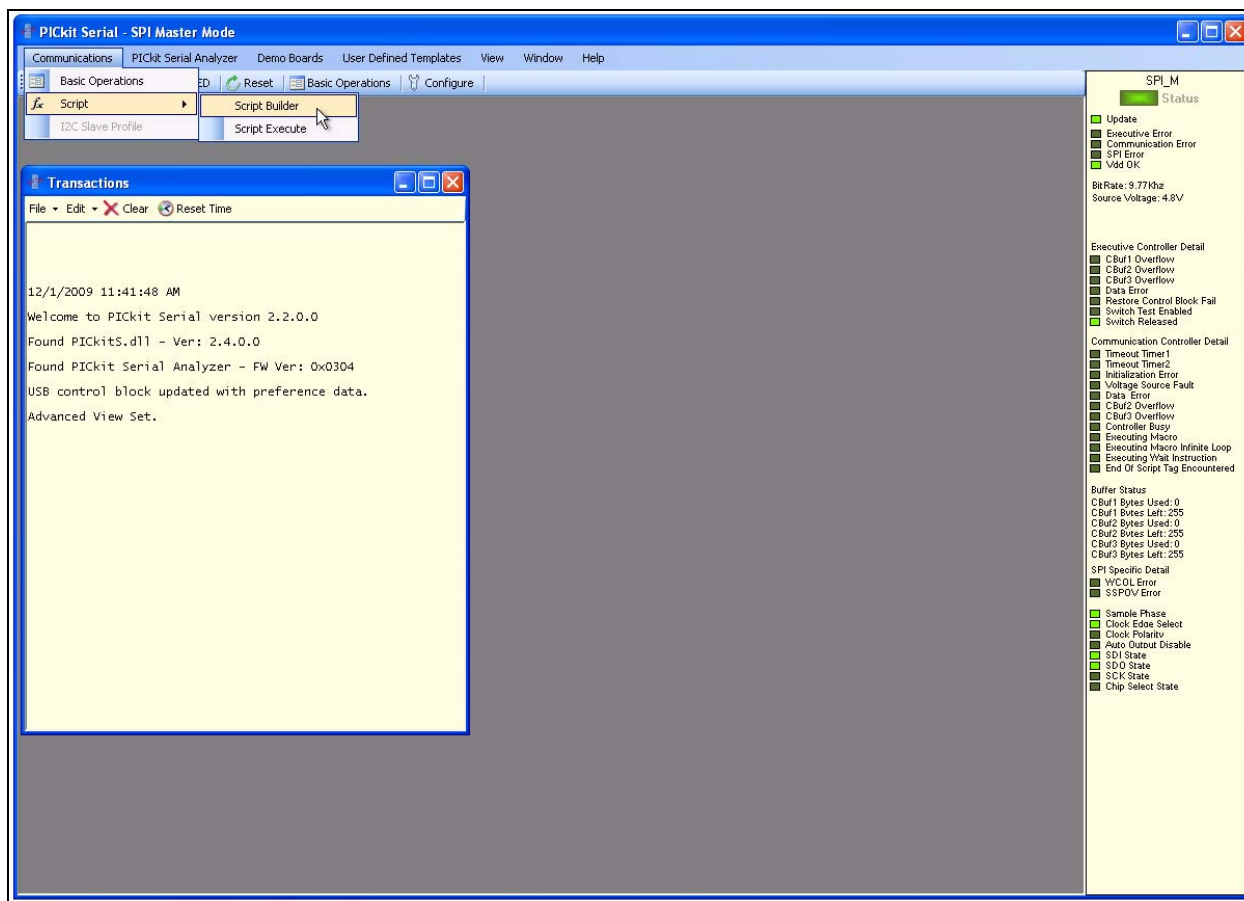 PICkit Serial - SPI Master Mode
Communications PICkit Serial Analyzer Demo Boards User Defined Templates View Window Help
Basic Operations ED Reset Basic Operations Configure
Script Script Builder
I2C Slave Profile Script Execute
Transactions
File Edit Clear Reset Time
12/1/2009 11:41:48 AM
Welcome to PICkit Serial version 2.2.0.0
Found PICkitS.dll - Ver: 2.4.0.0
Found PICkit Serial Analyzer - FW Ver: 0x0304
USB control block updated with preference data.
Advanced View Set.
SPI_M
Status
Update
Executive Error
Communication Error
SPI Error
Vdd OK
BitRate: 9.77Khz
Source Voltage: 4.8V
Executive Controller Detail
CBuf1 Overflow
CBuf2 Overflow
CBuf3 Overflow
Data Error
Restore Control Block Fail
Switch Test Enabled
Switch Released
Communication Controller Detail
Timeout Timer1
Timeout Timer2
Initialization Error
Voltage Source Fault
Data Error
CBuf2 Overflow
CBuf3 Overflow
Controller Busy
Executing Macro
Executing Macro Infinite Loop
Executing Wait Instruction
End Of Script Tag Encountered
Buffer Status
CBuf1 Bytes Used: 0
CBuf1 Bytes Left: 255
CBuf2 Bytes Used: 0
CBuf2 Bytes Left: 255
CBuf3 Bytes Used: 0
CBuf3 Bytes Left: 255
SPI Specific Detail
WCOL Error
SSPOV Error
Sample Phase
Clock Edge Select
Clock Polarity
Auto Output Disable
SDI State
SDO State
SCK State
Chip Select State